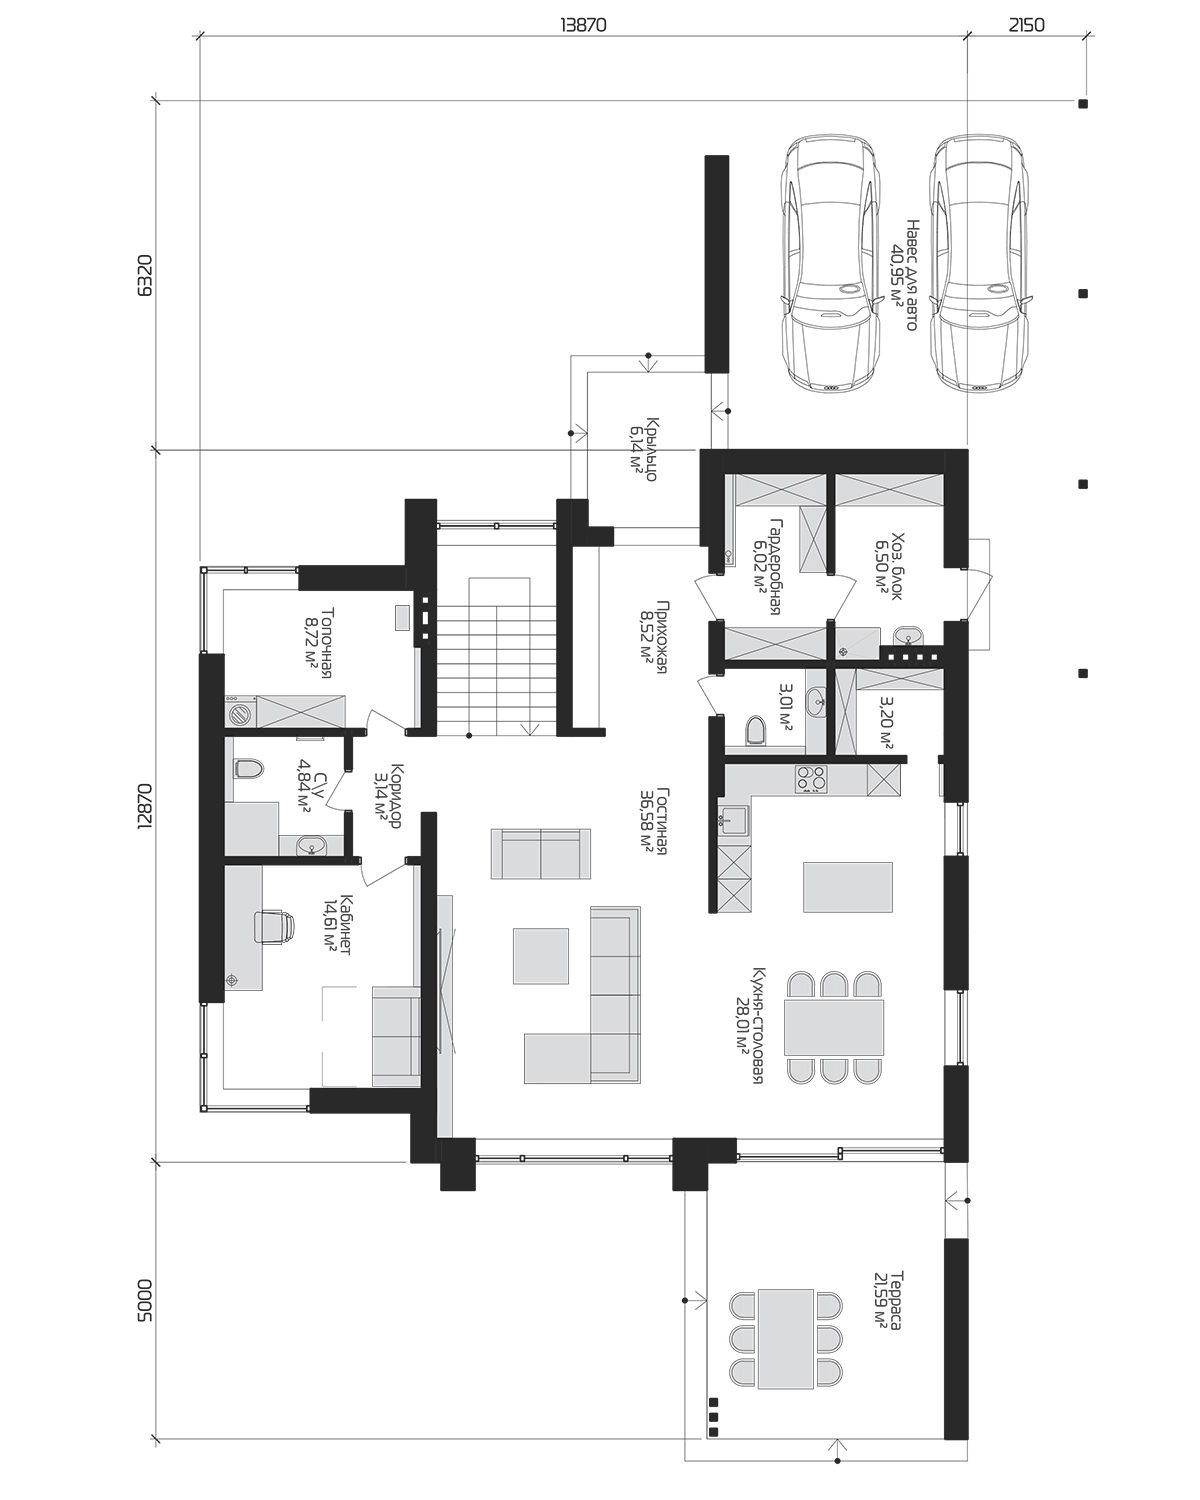 13870
2150
6320
12870
5000
Навес для авто
40,95 м²
Крыльцо
6,14 м²
Гардеробная
6,02 м²
Хоз. блок
6,50 м²
Прихожая
8,52 м²
Топочная
8,72 м²
3,01 м²
3,20 м²
С\У
4,84 м²
Коридор
3,14 м²
Гостиная
36,58 м²
Кабинет
14,61 м²
Кухня-столовая
28,01 м²
Терраса
21,59 м²